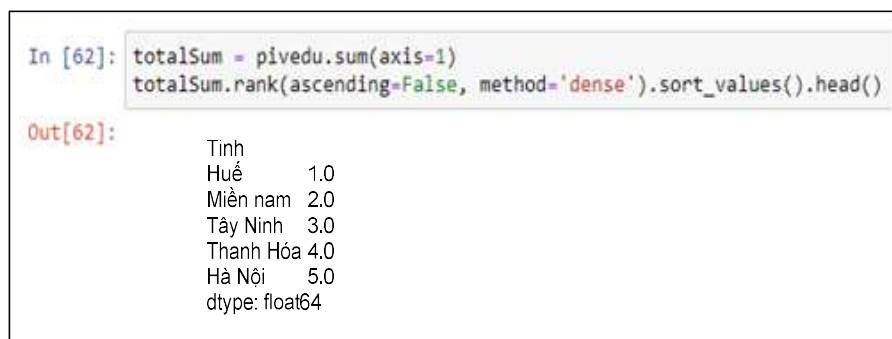 In [62]: totalSum = pivedu.sum(axis=1)
totalSum.rank(ascending=False, method='dense').sort_values().head()
Out[62]:
Tinh
Huế 1.0
Miền nam 2.0
Tây Ninh 3.0
Thanh Hóa 4.0
Hà Nội 5.0
dtype: float64